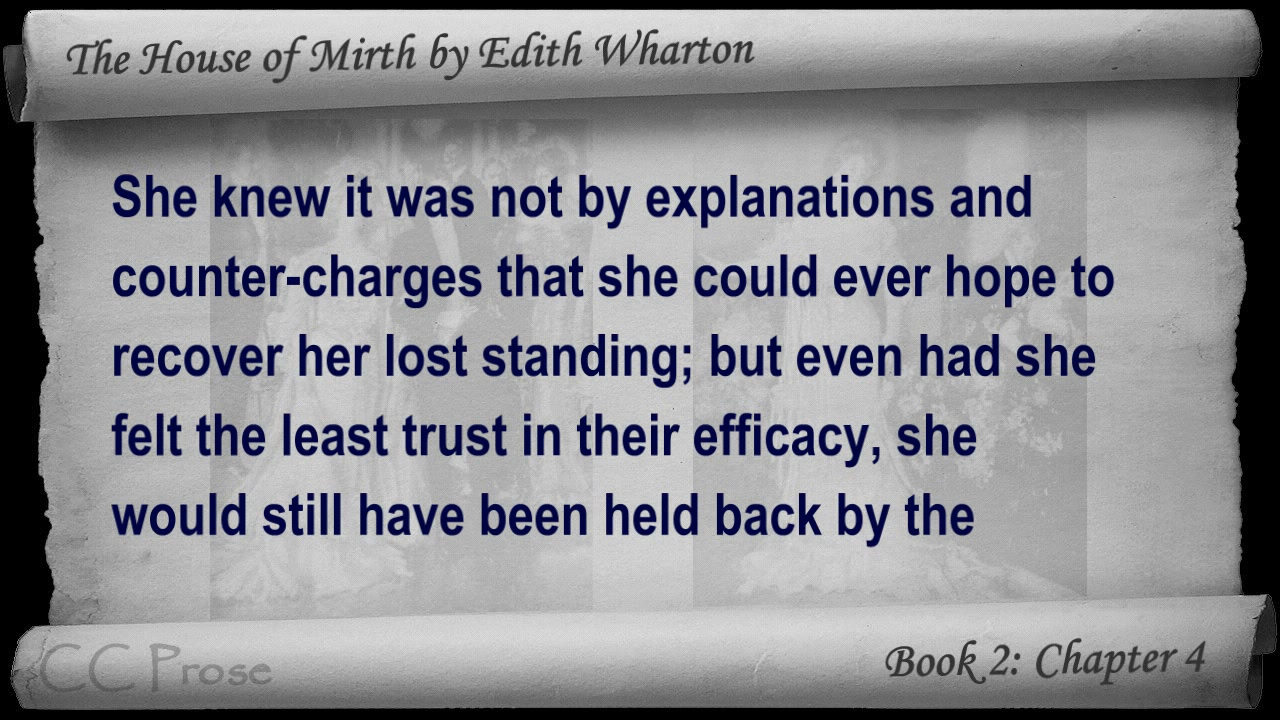 The House of Mirth by Edith Wharton
She knew it was not by explanations and
counter-charges that she could ever hope to
recover her lost standing; but even had she
felt the least trust in their efficacy, she
would still have been held back by the
CC Prose
Book 2: Chapter 4